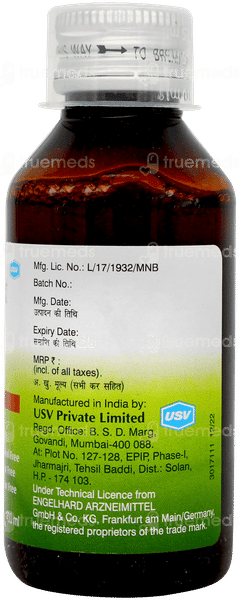 truemeds
truemeds
Mfg. Lic. No.: L/17/1932/MNB
Batch No.:
Mfg. Date:
उत्पादन की तिथि
Expiry Date:
समाप्ति की तिथि
MRP ₹ :
(incl. of all taxes).
अ. खु. मूल्य (सभी कर सहित)
Manufactured in India by:
USV Private Limited
Regd. Office: B. S. D. Marg,
Govandi, Mumbai-400 088.
At: Plot No. 127-128, EPIP, Phase-I,
Jharmajri, Tehsil Baddi, Dist.: Solan,
H.P. - 174 103.
Under Technical Licence from
ENGELHARD ARZNEIMITTEL
GmbH & Co. KG, Frankfurt am Main/Germany,
the registered proprietors of the trade mark.
USV
USV